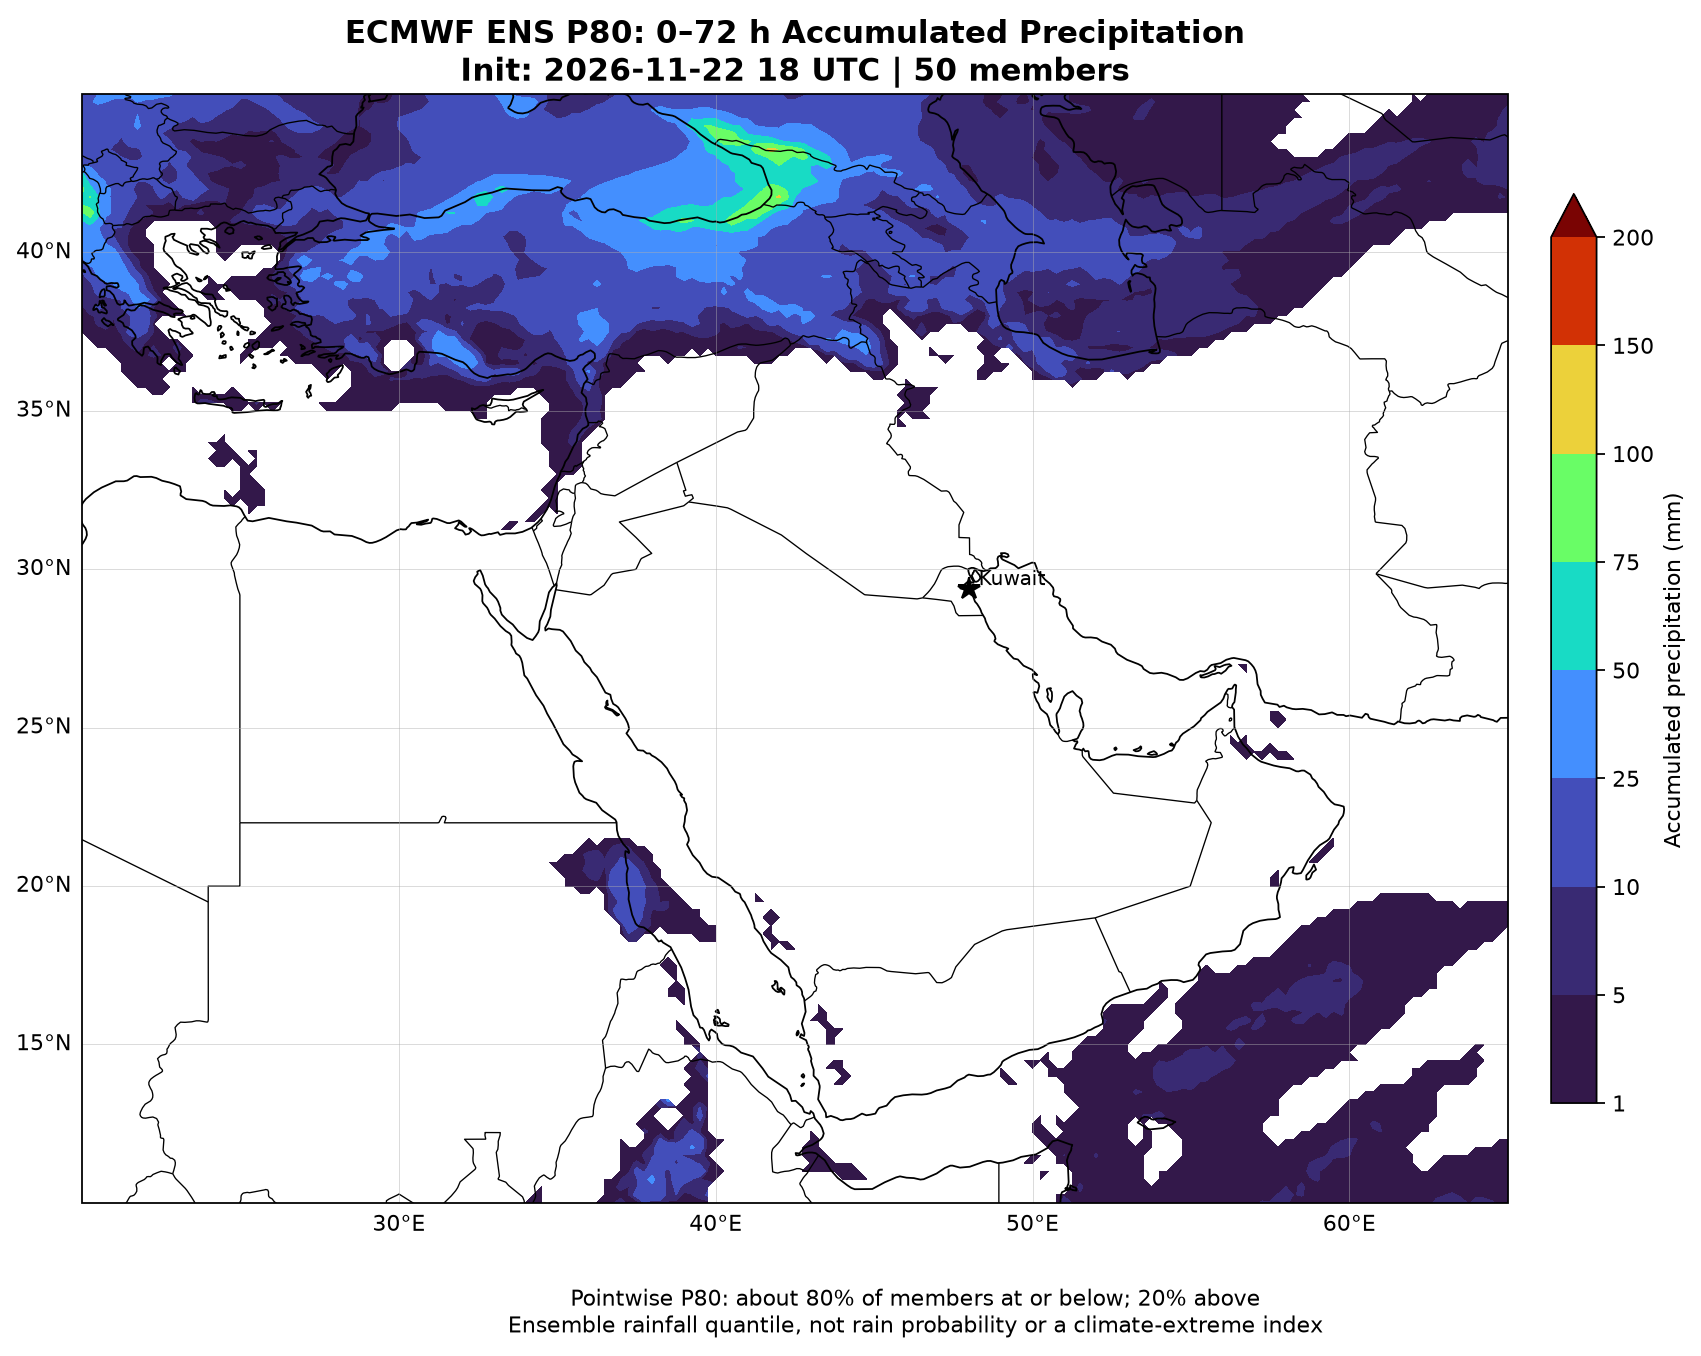 ECMWF ENS P80: 0–72 h Accumulated Precipitation
Init: 2026-11-22 18 UTC | 50 members
40°N
35°N
30°N
25°N
20°N
15°N
Kuwait
30°E
40°E
50°E
60°E
200
150
100
75
50
25
10
5
1
Accumulated precipitation (mm)
Pointwise P80: about 80% of members at or below; 20% above
Ensemble rainfall quantile, not rain probability or a climate-extreme index